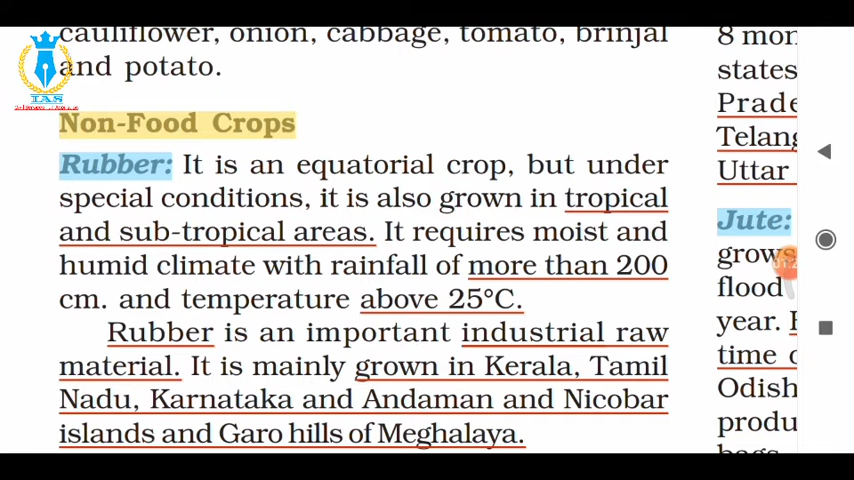 cauliflower, onion, cabbage, tomato, brinjal
and potato.
IAS
Non-Food Crops
Rubber: It is an equatorial crop, but under
special conditions, it is also grown in tropical
and sub-tropical areas. It requires moist and
humid climate with rainfall of more than 200
cm. and temperature above 25°C.
Rubber is an important industrial raw
material. It is mainly grown in Kerala, Tamil
Nadu, Karnataka and Andaman and Nicobar
islands and Garo hills of Meghalaya.
8 mon
states
Prade
Telang
Uttar
Jute:
grows
flood
year.
time o
Odish
produ
bags